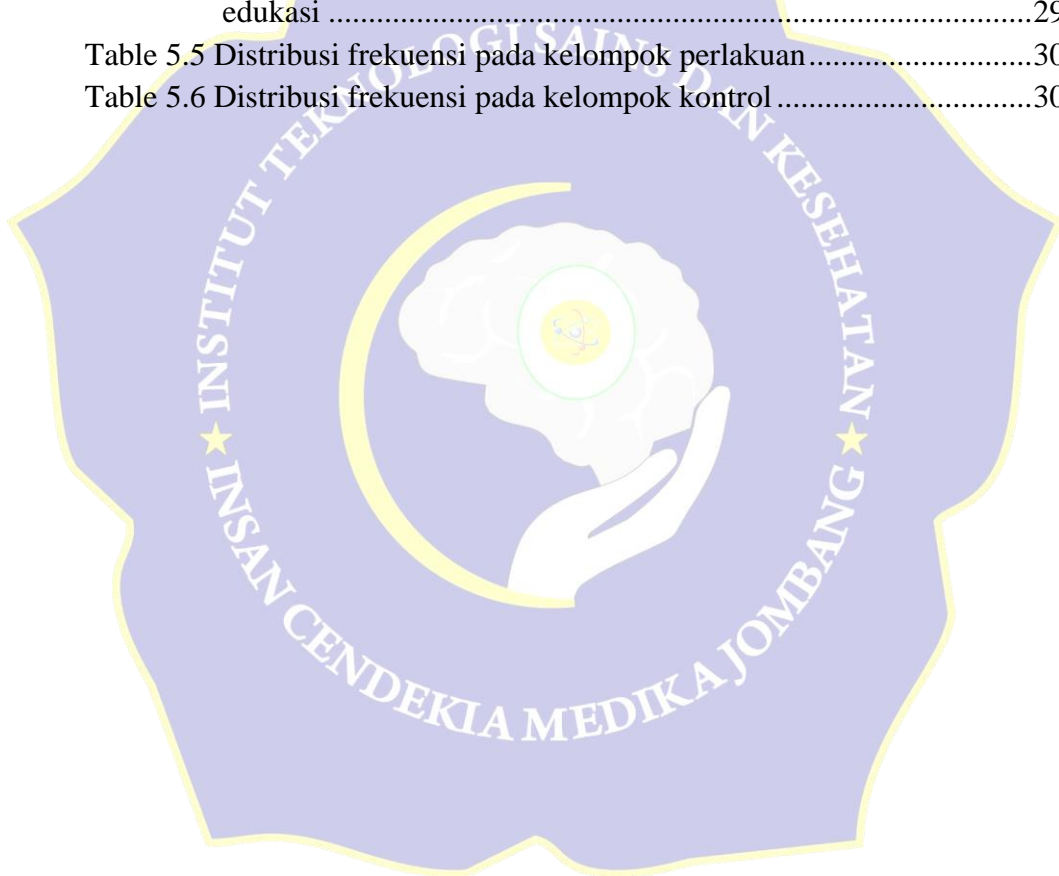 edukasi ....................................................................................................29
Table 5.5 Distribusi frekuensi pada kelompok perlakuan................................30
Table 5.6 Distribusi frekuensi pada kelompok kontrol....................................30
INSTITUT TEKNOLOGI SAINS DAN KESEHATAN
★ INSAN CENDEKIA MEDIKA JOMBANG ★